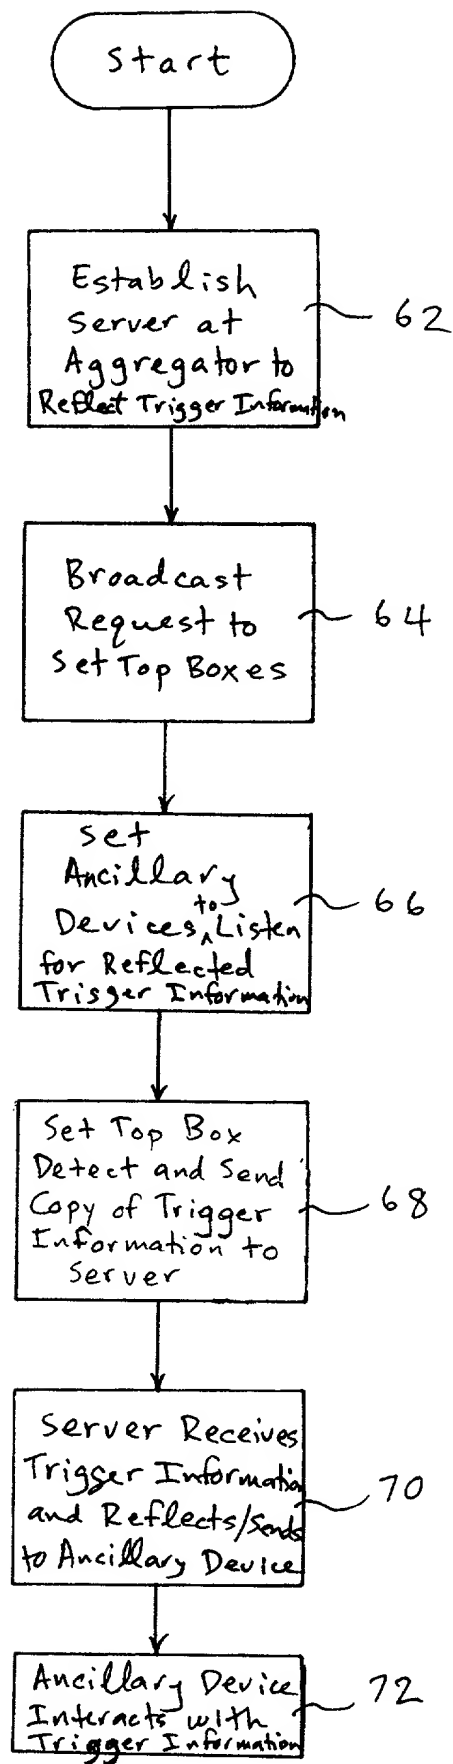 Start
Establish
Server at
Aggregator to
Reflect Trigger Information
62
Broadcast
Request to
Set Top Boxes
64
Set
Ancillary
Devices to Listen
for Reflected
Trigger Information
66
Set Top Box
Detect and Send
Copy of Trigger
Information to
Server
68
Server Receives
Trigger Information
and Reflects/Sends
to Ancillary Device
70
Ancillary Device
Interacts with
Trigger Information
72